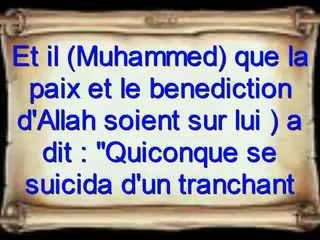 Et il (Muhammed) que la
paix et le benediction
d'Allah soient sur lui ) a
dit : "Quiconque se
suicida d'un tranchant